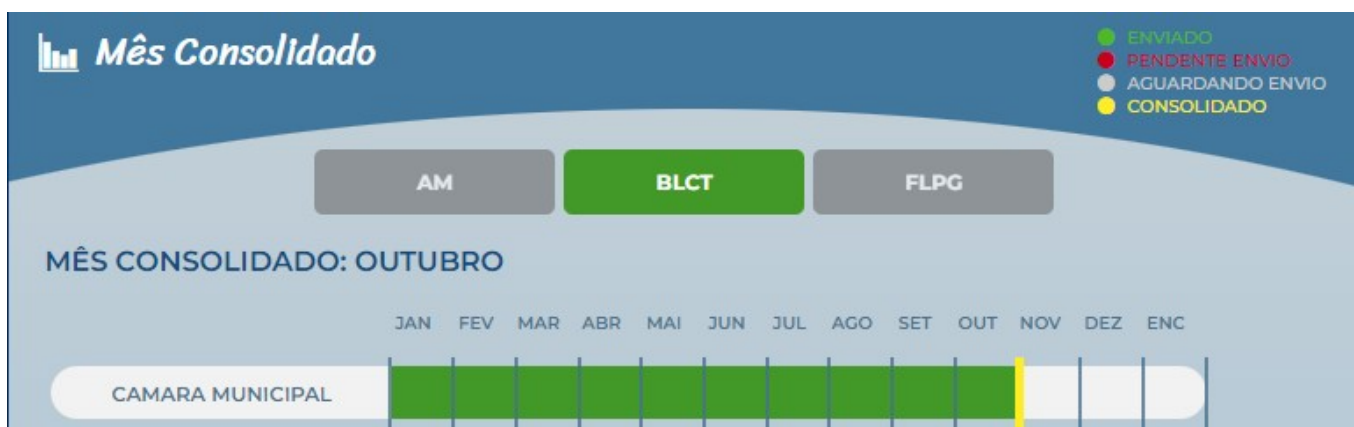 Mês Consolidado
ENVIADO
PENDENTE ENVIO
AGUARDANDO ENVIO
CONSOLIDADO
AM BLCT FLPG
MÊS CONSOLIDADO: OUTUBRO
JAN FEV MAR ABR MAI JUN JUL AGO SET OUT NOV DEZ ENC
CAMARA MUNICIPAL